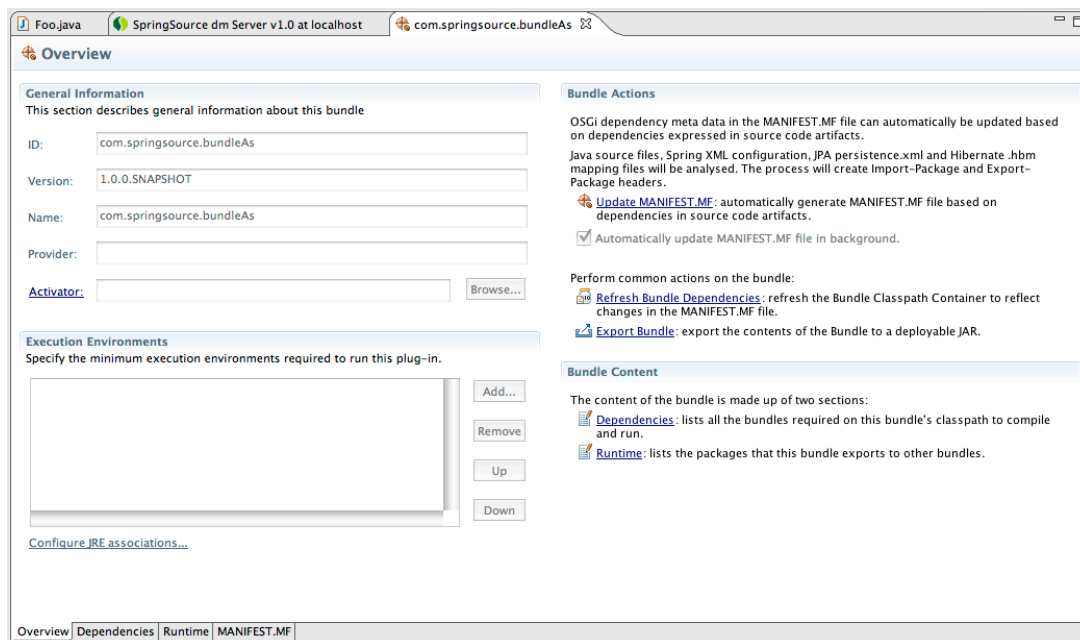 Foo.java
SpringSource dm Server v1.0 at localhost
com.springsource.bundleAs
Overview
General Information
This section describes general information about this bundle
ID: com.springsource.bundleAs
Version: 1.0.0.SNAPSHOT
Name: com.springsource.bundleAs
Provider:
Activator:
Browse...
Execution Environments
Specify the minimum execution environments required to run this plug-in.
Add...
Remove
Up
Down
Configure JRE associations...
Bundle Actions
OSGi dependency meta data in the MANIFEST.MF file can automatically be updated based
on dependencies expressed in source code artifacts.
Java source files, Spring XML configuration, JPA persistence.xml and Hibernate .hbm
mapping files will be analysed. The process will create Import-Package and Export-
Package headers.
Update MANIFEST.MF: automatically generate MANIFEST.MF file based on
dependencies in source code artifacts.
Automatically update MANIFEST.MF file in background.
Perform common actions on the bundle:
Refresh Bundle Dependencies: refresh the Bundle Classpath Container to reflect
changes in the MANIFEST.MF file.
Export Bundle: export the contents of the Bundle to a deployable JAR.
Bundle Content
The content of the bundle is made up of two sections:
Dependencies: lists all the bundles required on this bundle's classpath to compile
and run.
Runtime: lists the packages that this bundle exports to other bundles.
Overview
Dependencies
Runtime
MANIFEST.MF